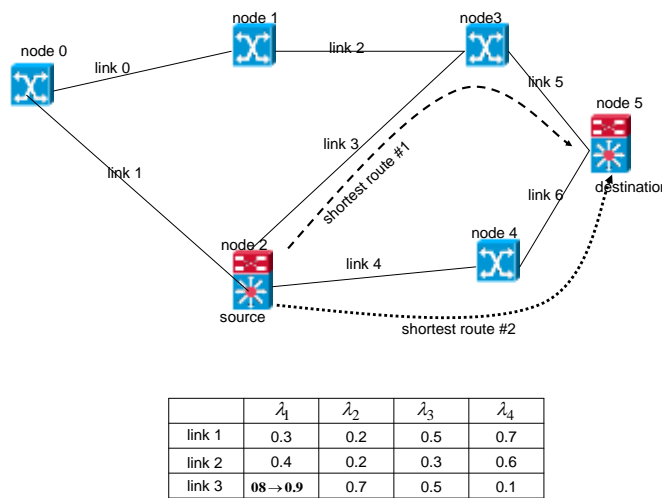 node 0
node 1
node3
link 0
link 2
link 5
node 5
link 1
link 3
shortest route #1
destination
link 6
node 2
node 4
link 4
source
shortest route #2
λ1 λ2 λ3 λ4
link 1 0.3 0.2 0.5 0.7
link 2 0.4 0.2 0.3 0.6
link 3 08→0.9 0.7 0.5 0.1